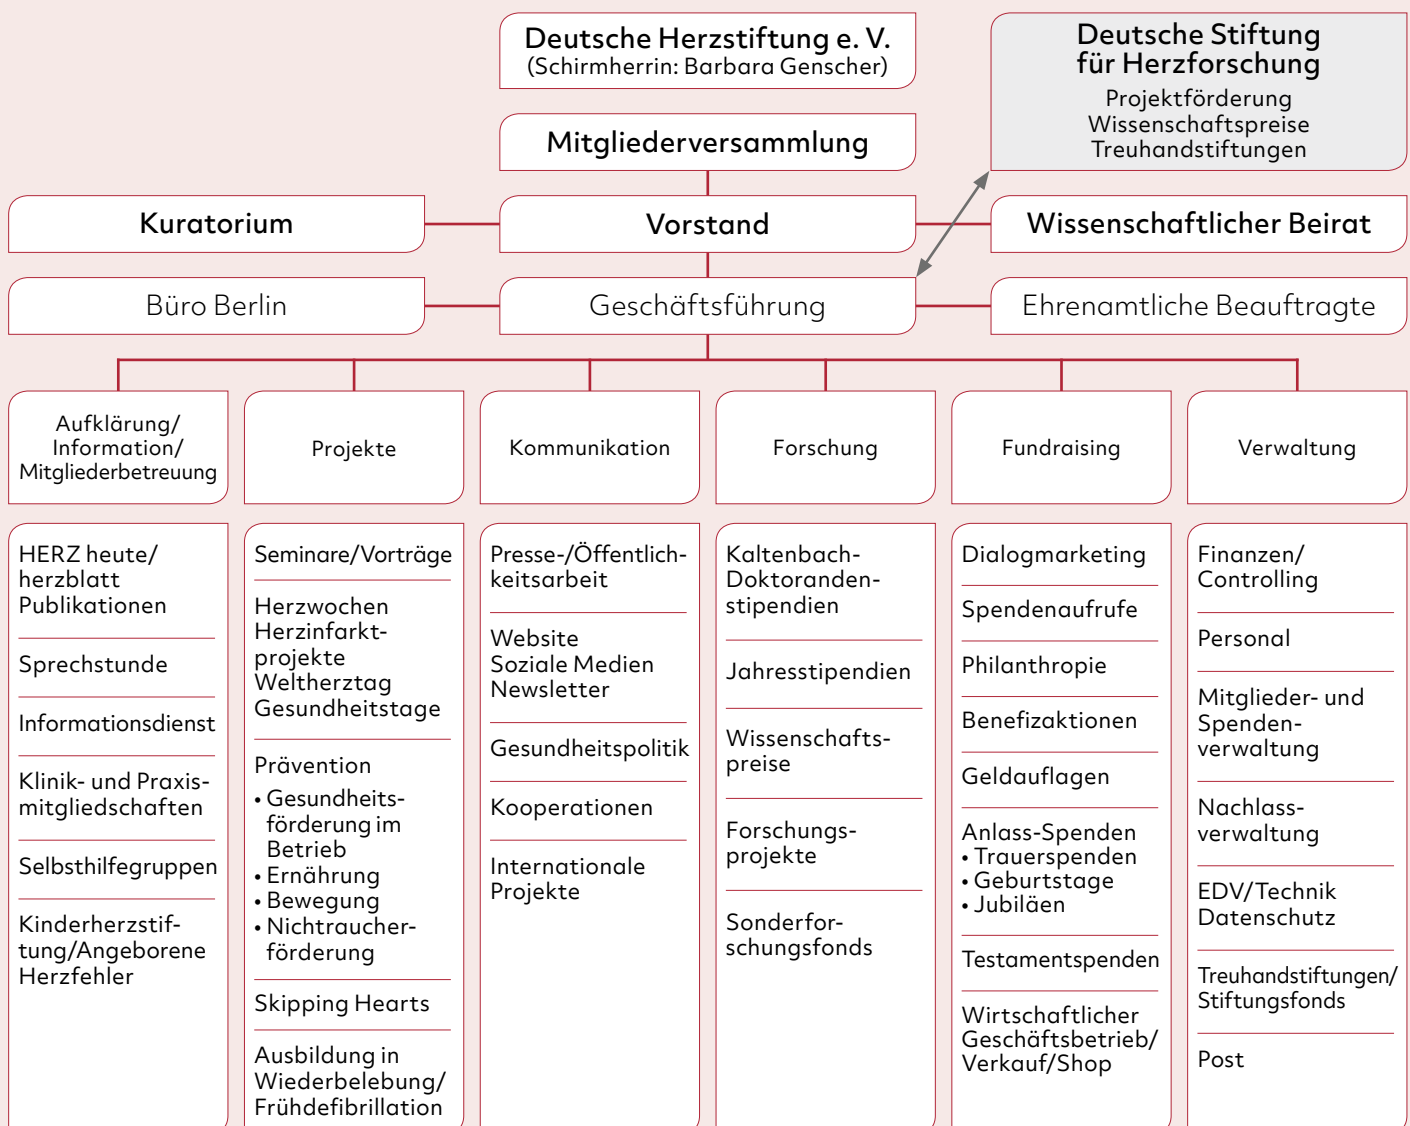 Deutsche Herzstiftung e. V.
(Schirmherrin: Barbara Genscher)
Deutsche Stiftung
für Herzforschung
Projektförderung
Wissenschaftspreise
Treuhandstiftungen
Mitgliederversammlung
Kuratorium
Vorstand
Wissenschaftlicher Beirat
Büro Berlin
Geschäftsführung
Ehrenamtliche Beauftragte
Aufklärung/
Information/
Mitgliederbetreuung
Projekte
Kommunikation
Forschung
Fundraising
Verwaltung
HERZ heute/
herzblatt
Publikationen
Sprechstunde
Informationsdienst
Klinik- und Praxis-
mitgliedschaften
Selbsthilfegruppen
Kinderherzstif-
tung/Angeborene
Herzfehler
Seminare/Vorträge
Herzwochen
Herzinfarkt-
projekte
Weltherztag
Gesundheitstage
Prävention
• Gesundheits-
förderung im
Betrieb
• Ernährung
• Bewegung
• Nichtraucher-
förderung
Skipping Hearts
Ausbildung in
Wiederbelebung/
Frühdefibrillation
Presse-/Öffentlich-
keitsarbeit
Website
Soziale Medien
Newsletter
Gesundheitspolitik
Kooperationen
Internationale
Projekte
Kaltenbach-
Doktoranden-
stipendien
Jahresstipendien
Wissenschafts-
preise
Forschungs-
projekte
Sonderfor-
schungsfonds
Dialogmarketing
Spendenaufrufe
Philanthropie
Benefizaktionen
Geldauflagen
Anlass-Spenden
• Trauerspenden
• Geburtstage
• Jubiläen
Testamentspenden
Wirtschaftlicher
Geschäftsbetrieb/
Verkauf/Shop
Finanzen/
Controlling
Personal
Mitglieder- und
Spenden-
verwaltung
Nachlass-
verwaltung
EDV/Technik
Datenschutz
Treuhandstiftungen/
Stiftungsfonds
Post